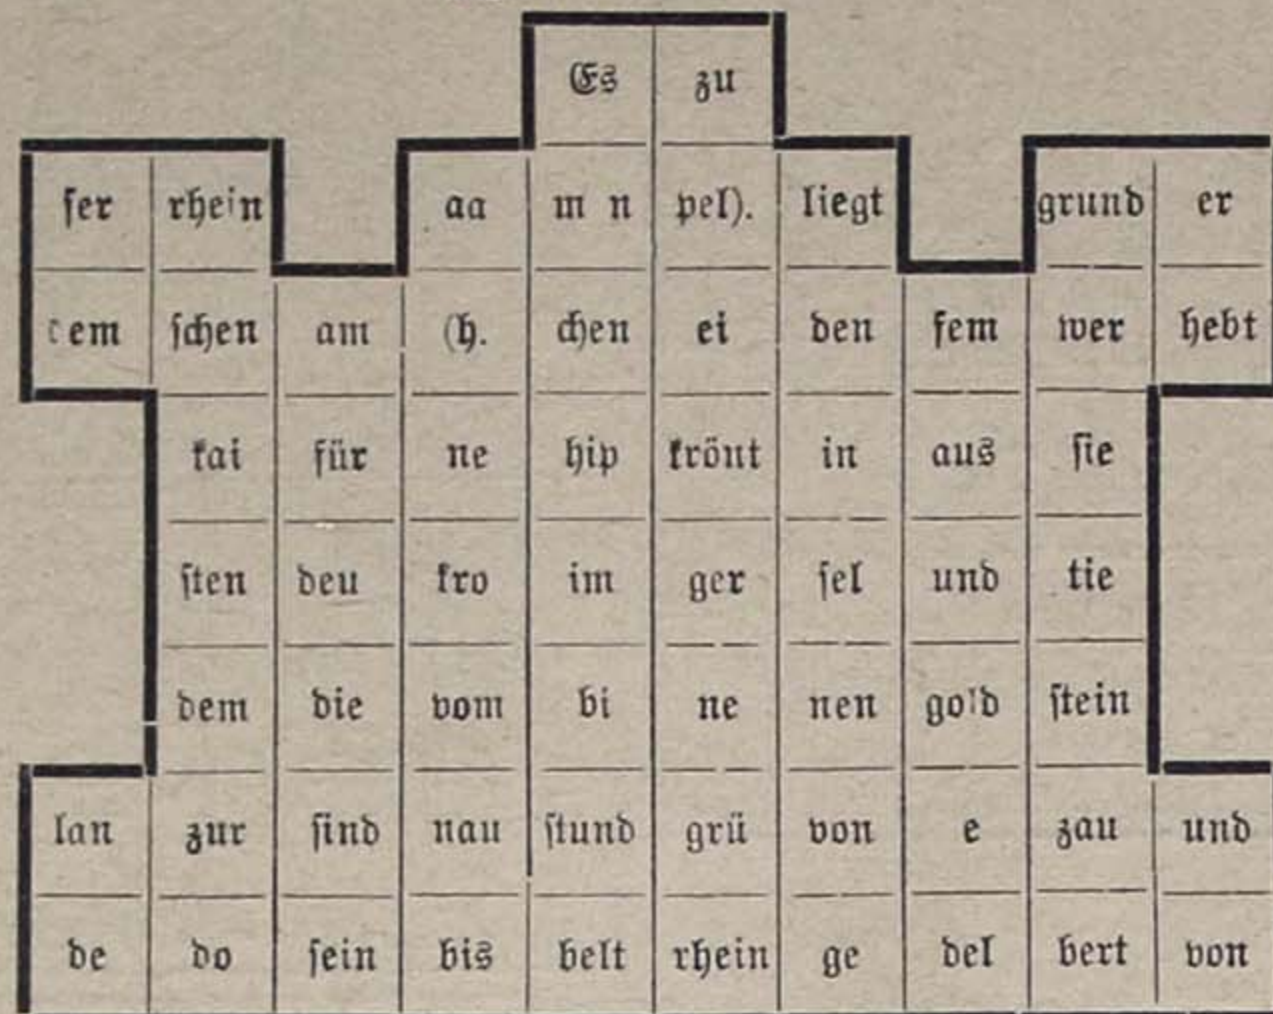 Es zu
ser rhein aa m n pel). liegt grund er
dem schen am (h. chen ei den fem wer hebt
kai für ne hip krönt in aus sie
sten deu kro im ger sel und tie
dem die vom bi ne nen gold stein
lan zur sind nau stund grü von e zau und
de do sein bis belt rhein ge del bert von